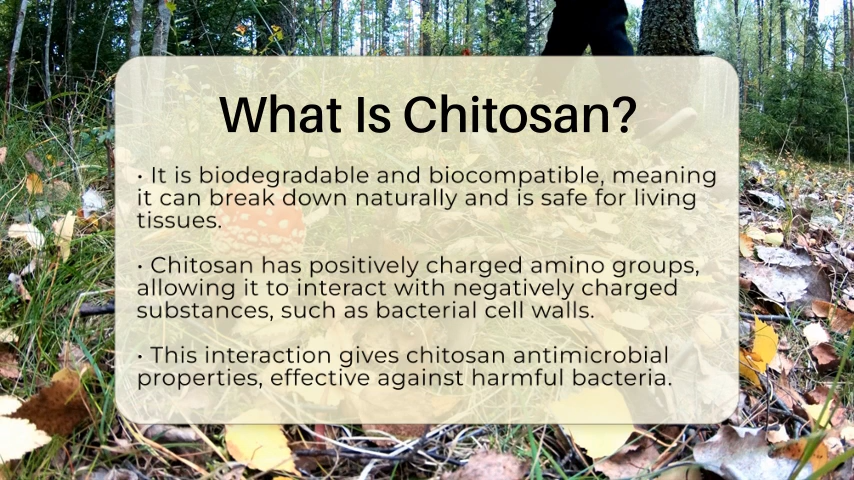 What Is Chitosan?
• It is biodegradable and biocompatible, meaning
it can break down naturally and is safe for living
tissues.
• Chitosan has positively charged amino groups,
allowing it to interact with negatively charged
substances, such as bacterial cell walls.
• This interaction gives chitosan antimicrobial
properties, effective against harmful bacteria.